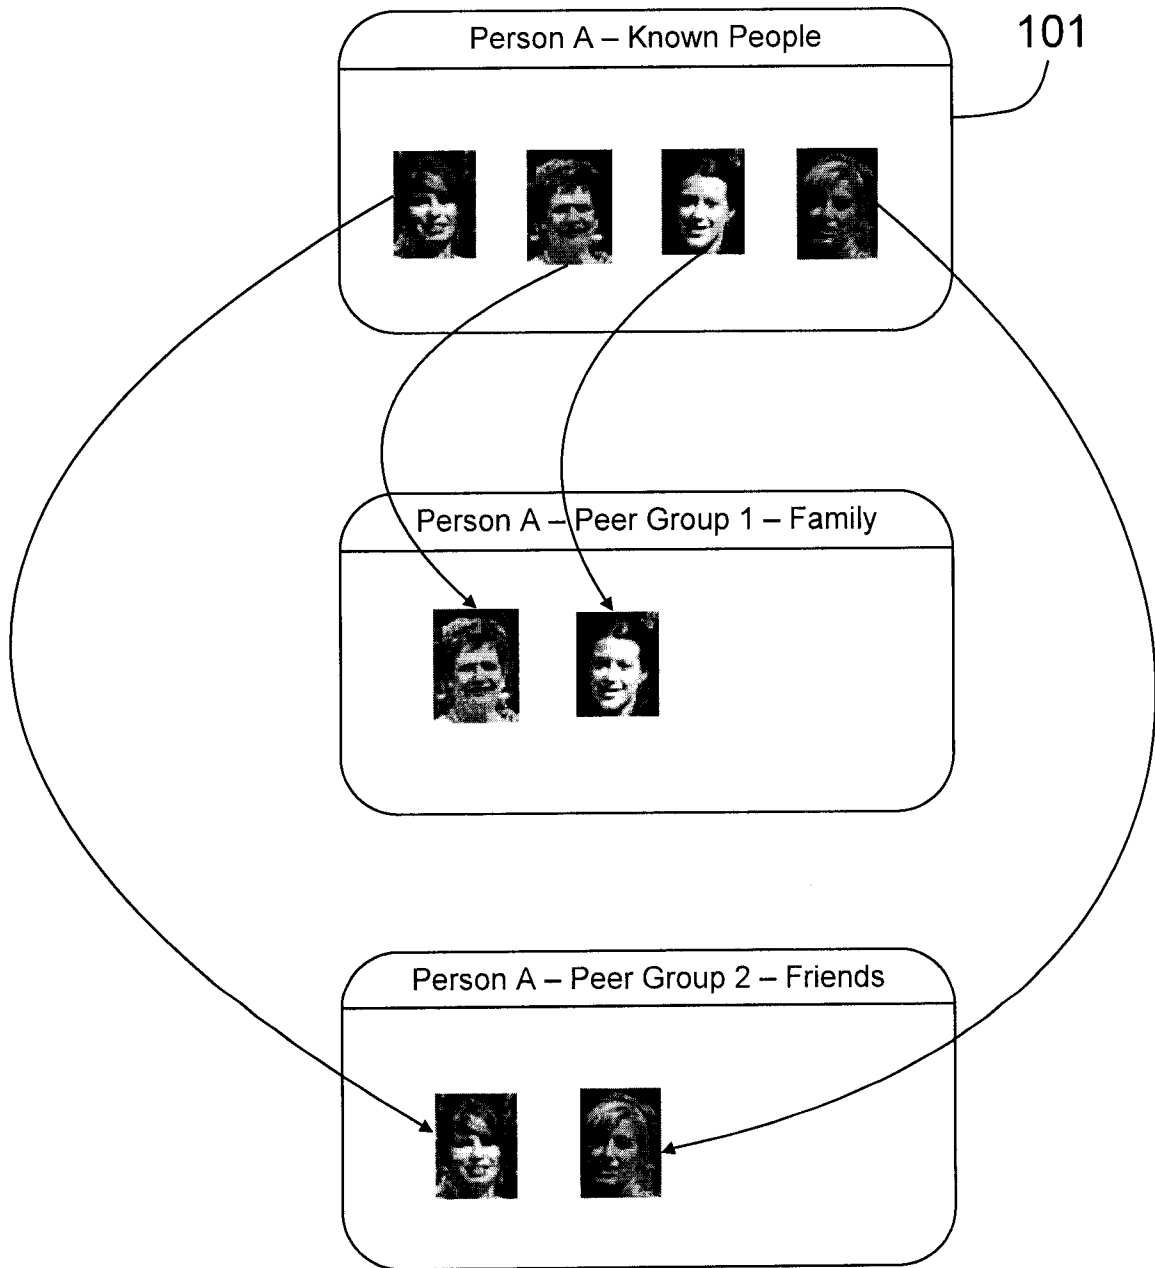 Person A – Known People
101
Person A – Peer Group 1 – Family
Person A – Peer Group 2 – Friends